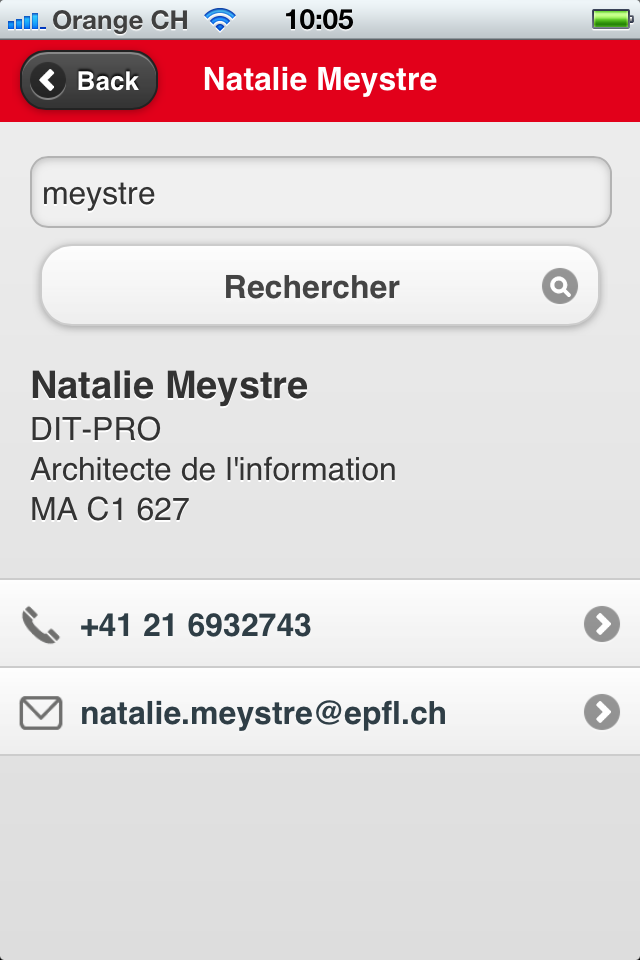 Orange CH 10:05
Back Natalie Meystre
meystre
Rechercher
Natalie Meystre
DIT-PRO
Architecte de l'information
MA C1 627
+41 21 6932743
natalie.meystre@epfl.ch